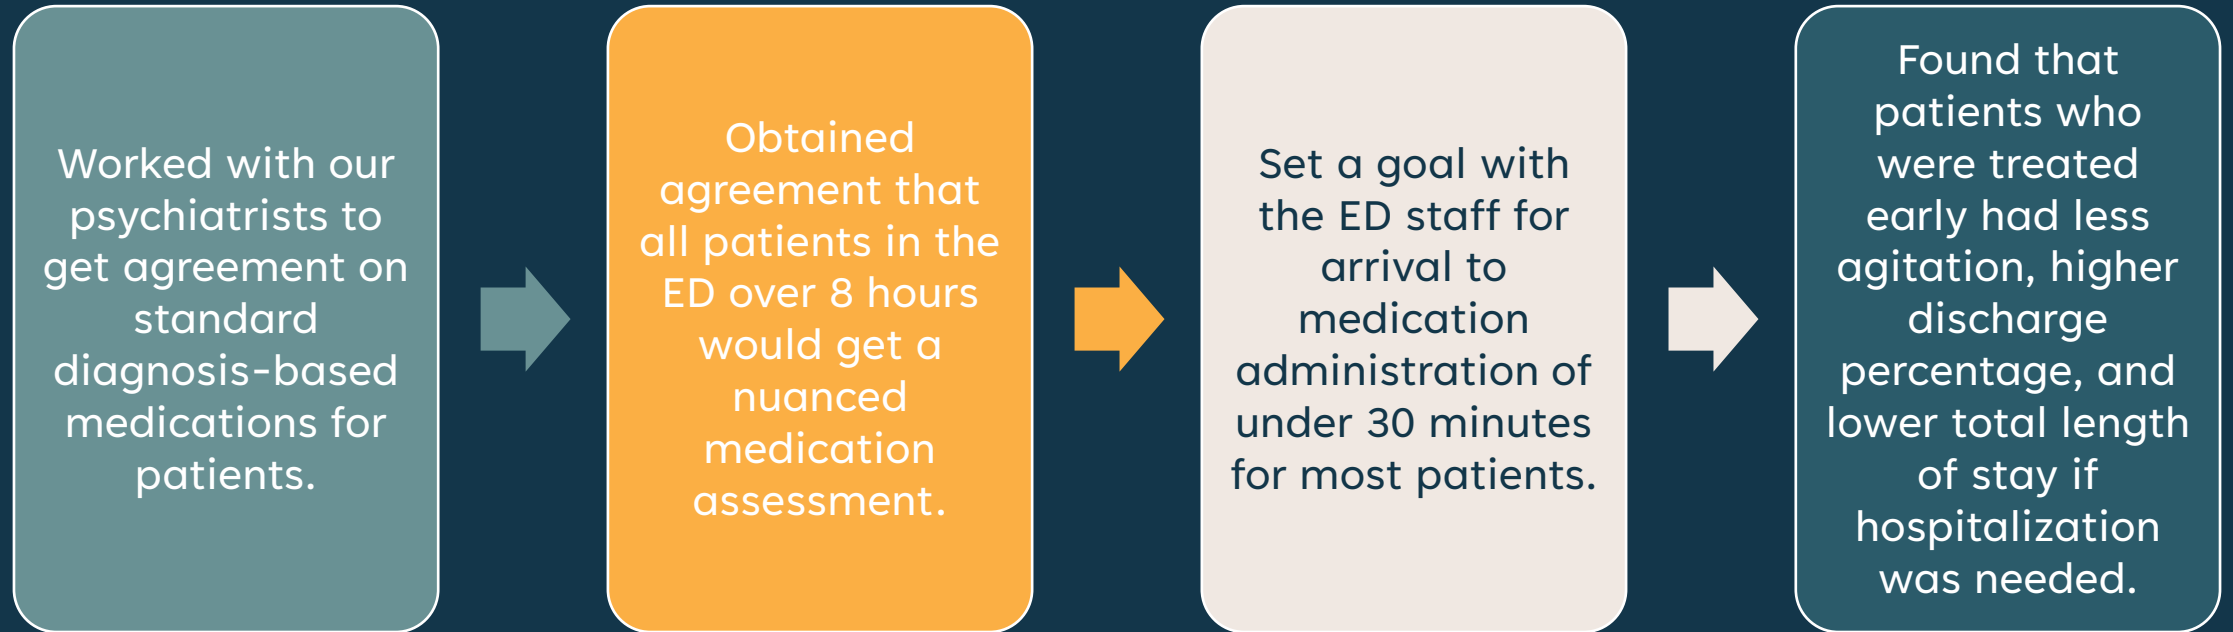 Worked with our
psychiatrists to
get agreement on
standard
diagnosis-based
medications for
patients.
Obtained
agreement that
all patients in the
ED over 8 hours
would get a
nuanced
medication
assessment.
Set a goal with
the ED staff for
arrival to
medication
administration of
under 30 minutes
for most patients.
Found that
patients who
were treated
early had less
agitation, higher
discharge
percentage, and
lower total length
of stay if
hospitalization
was needed.